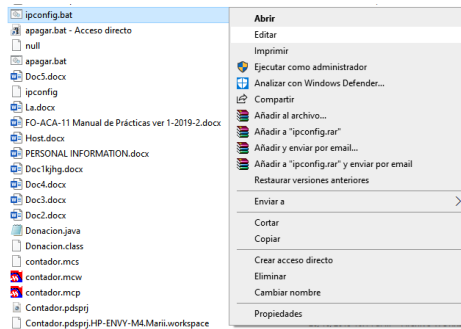 ipconfig.bat
apagar.bat - Acceso directo
null
apagar.bat
Doc5.docx
ipconfig
La.docx
FO-ACA-11 Manual de Prácticas ver 1-2019-2.docx
Host.docx
PERSONAL INFORMATION.docx
Doc1kjhg.docx
Doc4.docx
Doc3.docx
Doc2.docx
Donacion.java
Donacion.class
contador.mcs
contador.mcw
contador.mcp
Contador.pdsprj
Contador.pdsprj.HP-ENVY-M4.Marii.workspace
Abrir
Editar
Imprimir
Ejecutar como administrador
Analizar con Windows Defender...
Compartir
Añadir al archivo...
Añadir a "ipconfig.rar"
Añadir y enviar por email...
Añadir a "ipconfig.rar" y enviar por email
Restaurar versiones anteriores
Enviar a
Cortar
Copiar
Crear acceso directo
Eliminar
Cambiar nombre
Propiedades